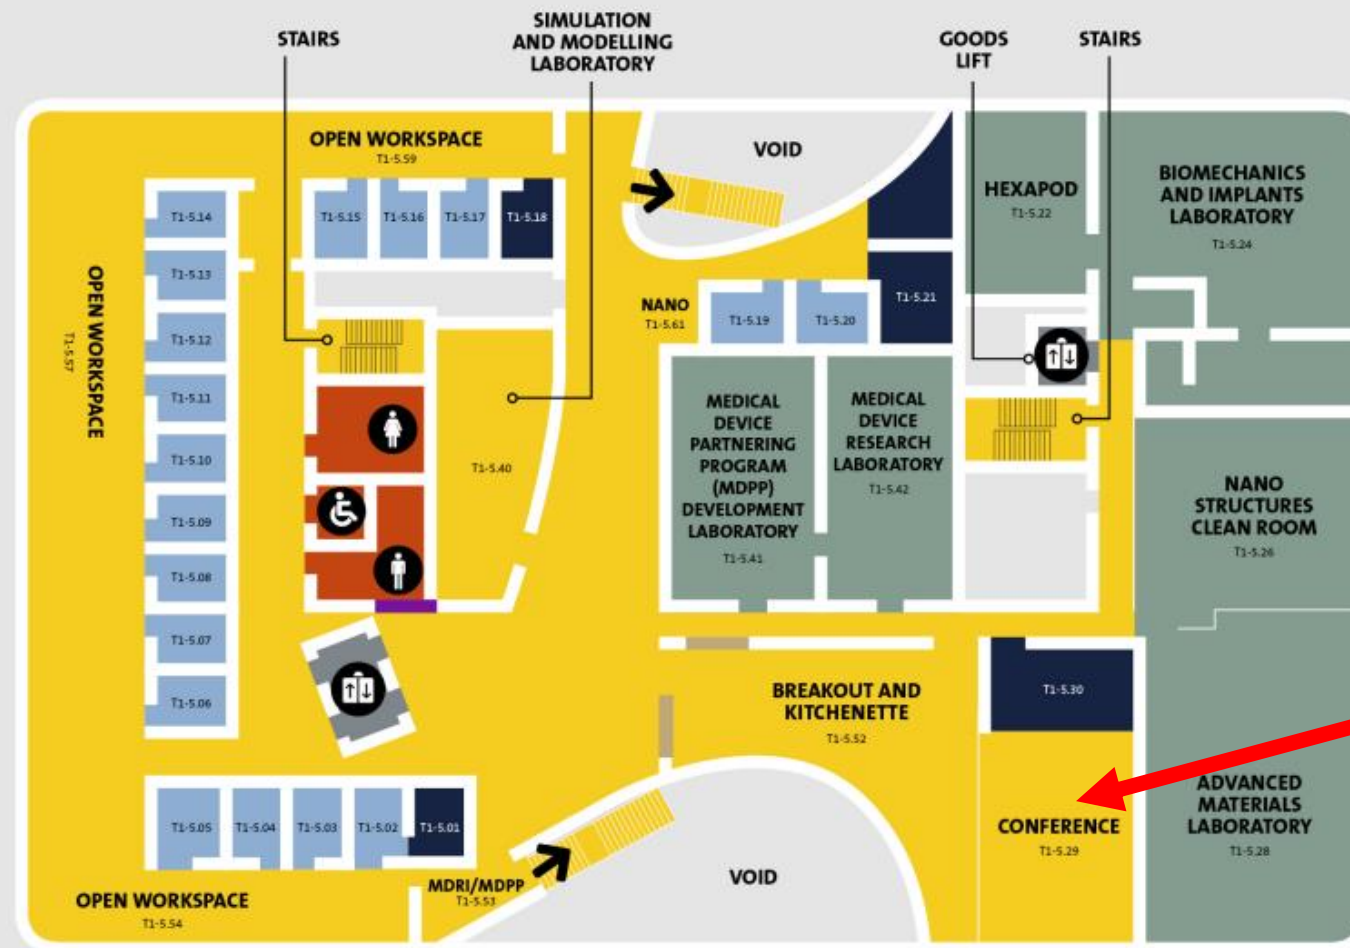 STAIRS
SIMULATION
AND MODELLING
LABORATORY
GOODS
LIFT
STAIRS
OPEN WORKSPACE
T1-5.59
VOID
HEXAPOD
T1-5.22
BIOMECHANICS
AND IMPLANTS
LABORATORY
T1-5.24
T1-5.14
T1-5.15
T1-5.16
T1-5.17
T1-5.18
T1-5.13
OPEN WORKSPACE
T1-5.57
NANO
T1-5.61
T1-5.19
T1-5.20
T1-5.21
T1-5.12
T1-5.11
T1-5.10
T1-5.09
T1-5.08
T1-5.07
T1-5.06
T1-5.40
MEDICAL
DEVICE
PARTNERING
PROGRAM
(MDPP)
DEVELOPMENT
LABORATORY
T1-5.41
MEDICAL
DEVICE
RESEARCH
LABORATORY
T1-5.42
NANO
STRUCTURES
CLEAN ROOM
T1-5.26
BREAKOUT AND
KITCHENETTE
T1-5.52
T1-5.30
CONFERENCE
T1-5.29
ADVANCED
MATERIALS
LABORATORY
T1-5.28
T1-5.05
T1-5.04
T1-5.03
T1-5.02
T1-5.01
MDRI/MDPP
T1-5.53
VOID
OPEN WORKSPACE
T1-5.54